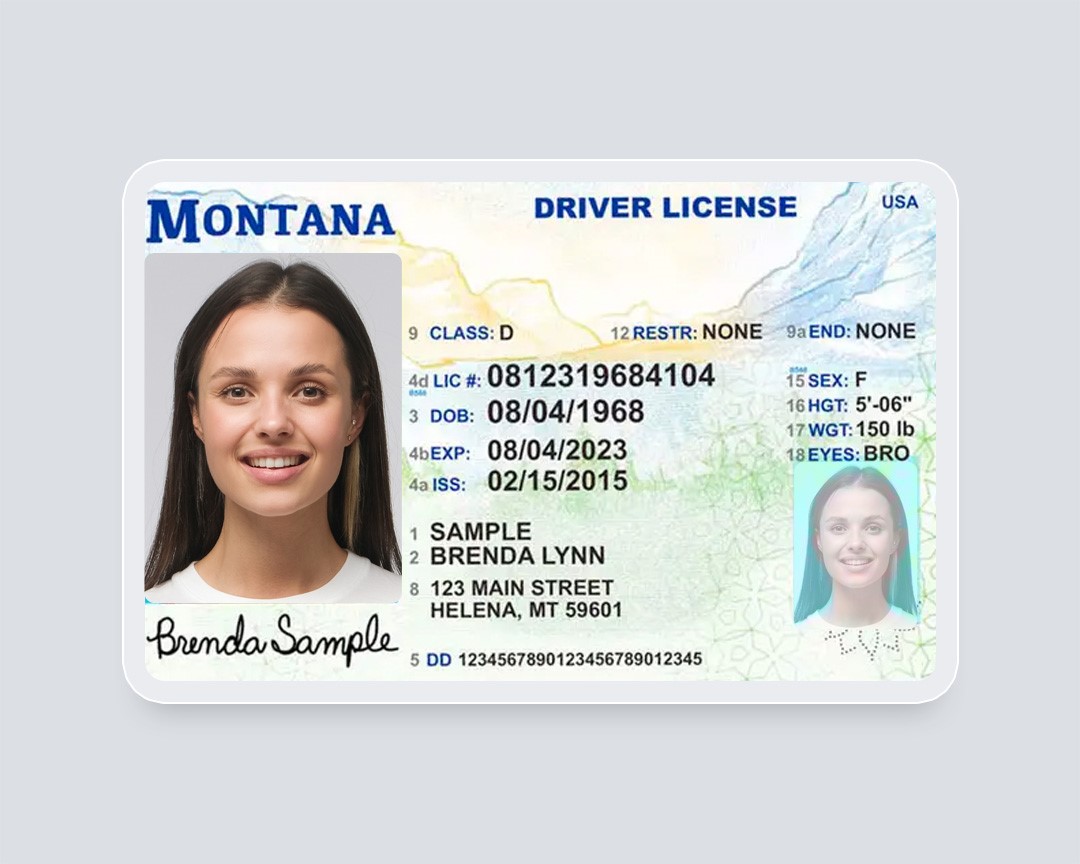 MONTANA
DRIVER LICENSE
USA
9 CLASS: D 12 RESTR: NONE 9a END: NONE
4d LIC #: 0812319684104
3 DOB: 08/04/1968
4b EXP: 08/04/2023
4a ISS: 02/15/2015
15 SEX: F
16 HGT: 5'-06"
17 WGT: 150 lb
18 EYES: BRO
1 SAMPLE
2 BRENDA LYNN
8 123 MAIN STREET
HELENA, MT 59601
Brenda Sample
5 DD 1234567890123456789012345